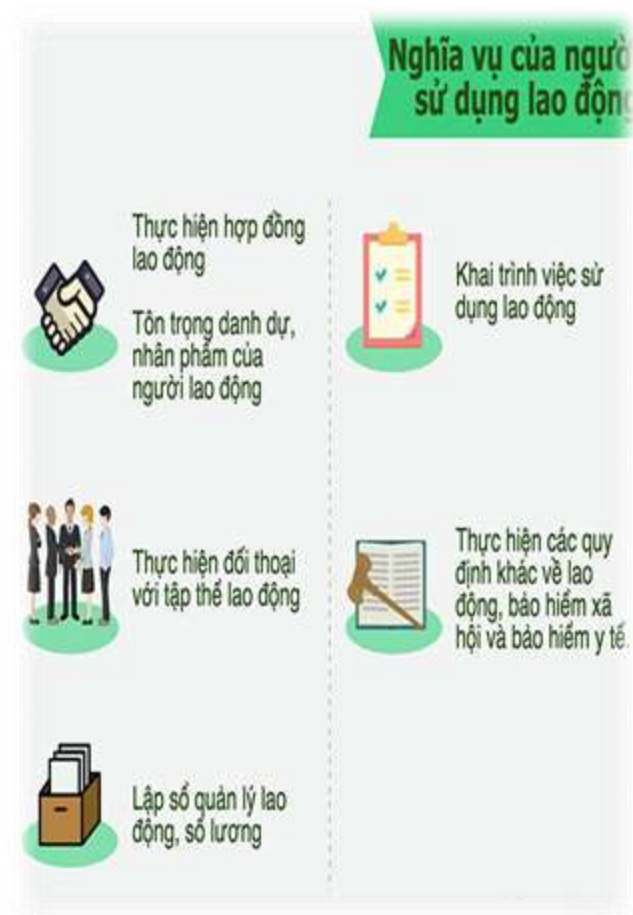 Nghĩa vụ của ngườ
sử dụng lao động
Thực hiện hợp đồng
lao động
Tôn trọng danh dự,
nhân phẩm của
người lao động
Thực hiện đối thoại
với tập thể lao động
Lập sổ quản lý lao
động, sổ lương
Khai trình việc sử
dụng lao động
Thực hiện các quy
định khác về lao
động, bảo hiểm xã
hội và bảo hiểm y tế.